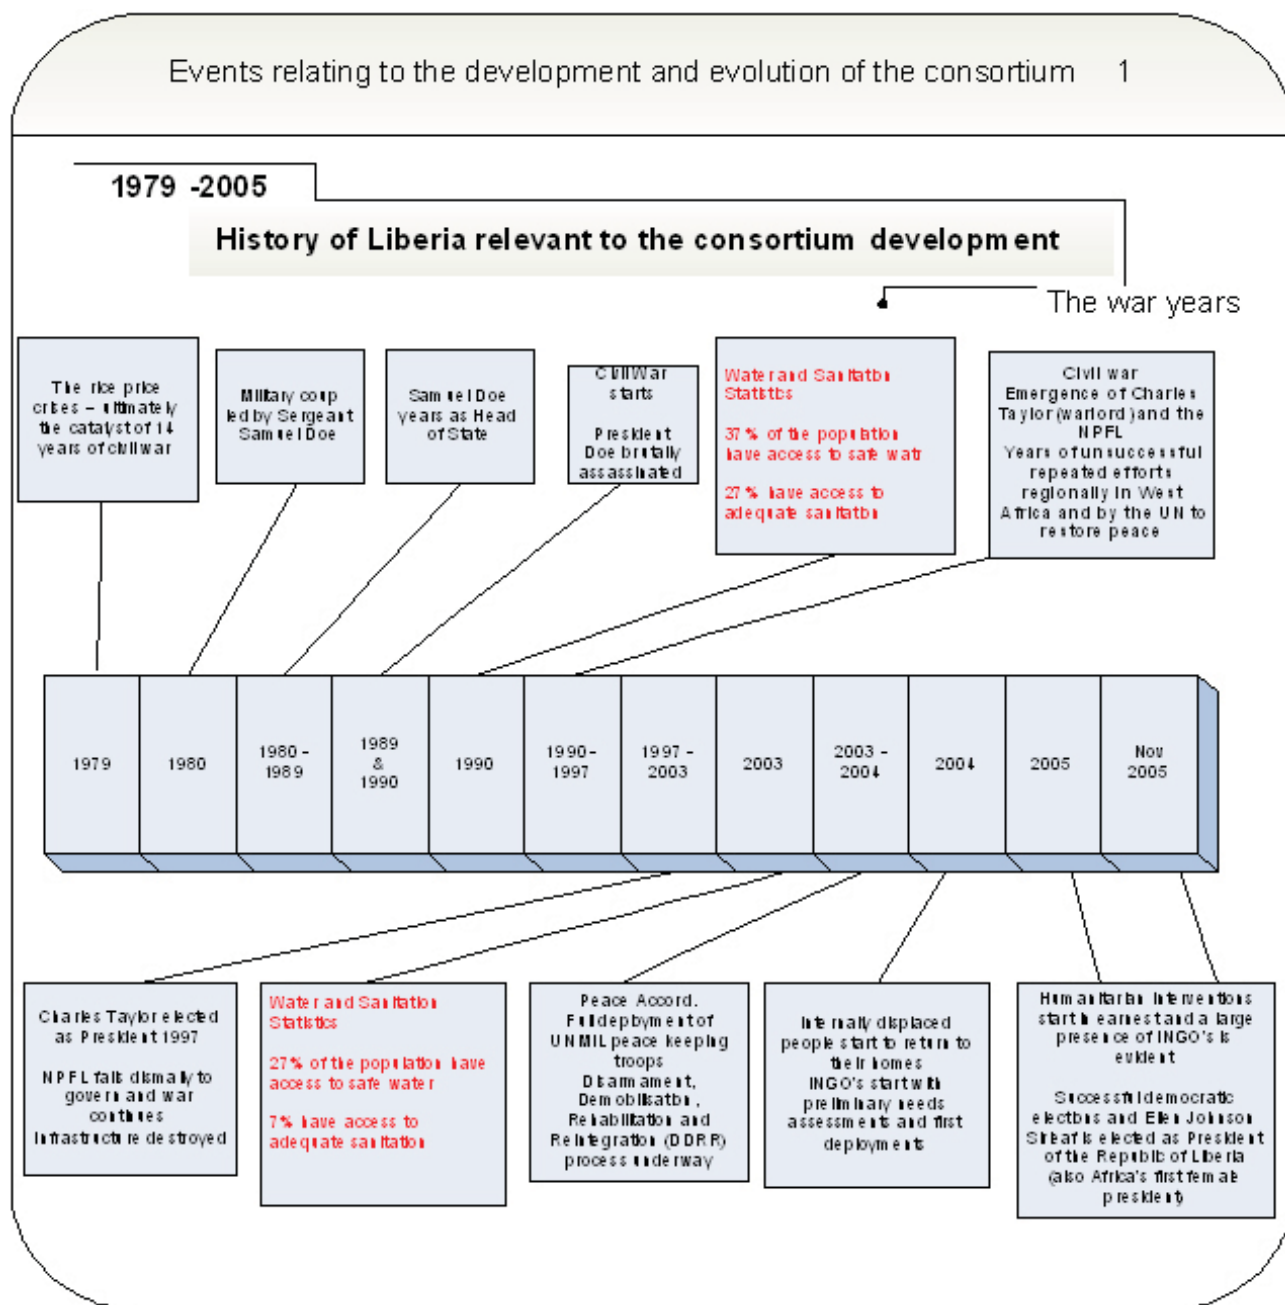 Events relating to the development and evolution of the consortium 1
1979 -2005
History of Liberia relevant to the consortium development
The war years
The rice price
crises – ultimately
the catalyst of 14
years of civil war
Military coup
led by Sergeant
Samuel Doe
Samuel Doe
years as Head
of State
Civil War
starts
President
Doe brutally
assassinated
Water and Sanitation
Statistics
37% of the population
have access to safe watr
27% have access to
adequate sanitation
Civil war
Emergence of Charles
Taylor (warlord) and the
NPFL
Years of unsuccessful
repeated efforts
regionally in West
Africa and by the UN to
restore peace
1979
1980
1980 -
1989
1989
&
1990
1990
1990-
1997
1997 -
2003
2003
2003 -
2004
2004
2005
Nov
2005
Charles Taylor elected
as President 1997
NPFL fails dismally to
govern and war
continues
Infrastructure destroyed
Water and Sanitation
Statistics
27% of the population have
access to safe water
7% have access to
adequate sanitation
Peace Accord.
Full deployment of
UNMIL peace keeping
troops
Disarmament,
Demobilisation,
Rehabilitation and
Reintegration (DDRR)
process underway
Internally displaced
people start to return to
their homes
INGO's start with
preliminary needs
assessments and first
deployments
Humanitarian Interventions
start in earnest and a large
presence of INGO's is
evident
Successful democratic
elections and Ellen Johnson
Sirleaf is elected as President
of the Republic of Liberia
(also Africa's first female
president)